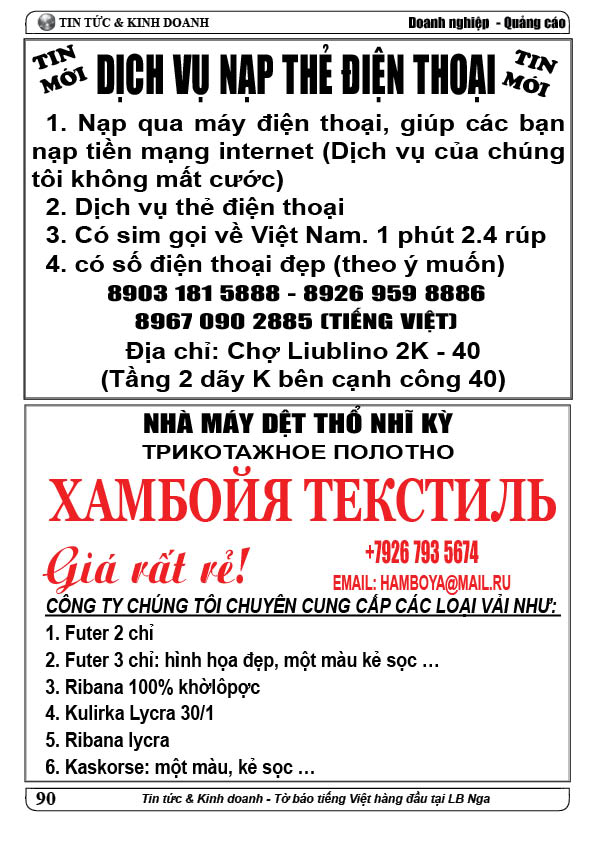 TIN TỨC & KINH DOANH
Doanh nghiệp - Quảng cáo
TIN MỚI
DỊCH VỤ NẠP THẺ ĐIỆN THOẠI
TIN MỚI
1. Nạp qua máy điện thoại, giúp các bạn
nạp tiền mạng internet (Dịch vụ của chúng
tôi không mất cước)
2. Dịch vụ thẻ điện thoại
3. Có sim gọi về Việt Nam. 1 phút 2.4 rúp
4. có số điện thoại đẹp (theo ý muốn)
8903 181 5888 - 8926 959 8886
8967 090 2885 (TIẾNG VIỆT)
Địa chỉ: Chợ Liublino 2K - 40
(Tầng 2 dãy K bên cạnh công 40)
NHÀ MÁY DỆT THỔ NHĨ KỲ
ТРИКОТАЖНОЕ ПОЛОТНО
ХАМБОЙЯ ТЕКСТИЛЬ
Giá rất rẻ!
+7926 793 5674
EMAIL: HAMBOYA@MAIL.RU
CÔNG TY CHÚNG TÔI CHUYÊN CUNG CẤP CÁC LOẠI VẢI NHƯ:
1. Futer 2 chỉ
2. Futer 3 chỉ: hình họa đẹp, một màu kẻ sọc ...
3. Ribana 100% khờlôpợc
4. Kulirka Lycra 30/1
5. Ribana lycra
6. Kaskorse: một màu, kẻ sọc ...
90
Tin tức & Kinh doanh - Tờ báo tiếng Việt hàng đầu tại LB Nga